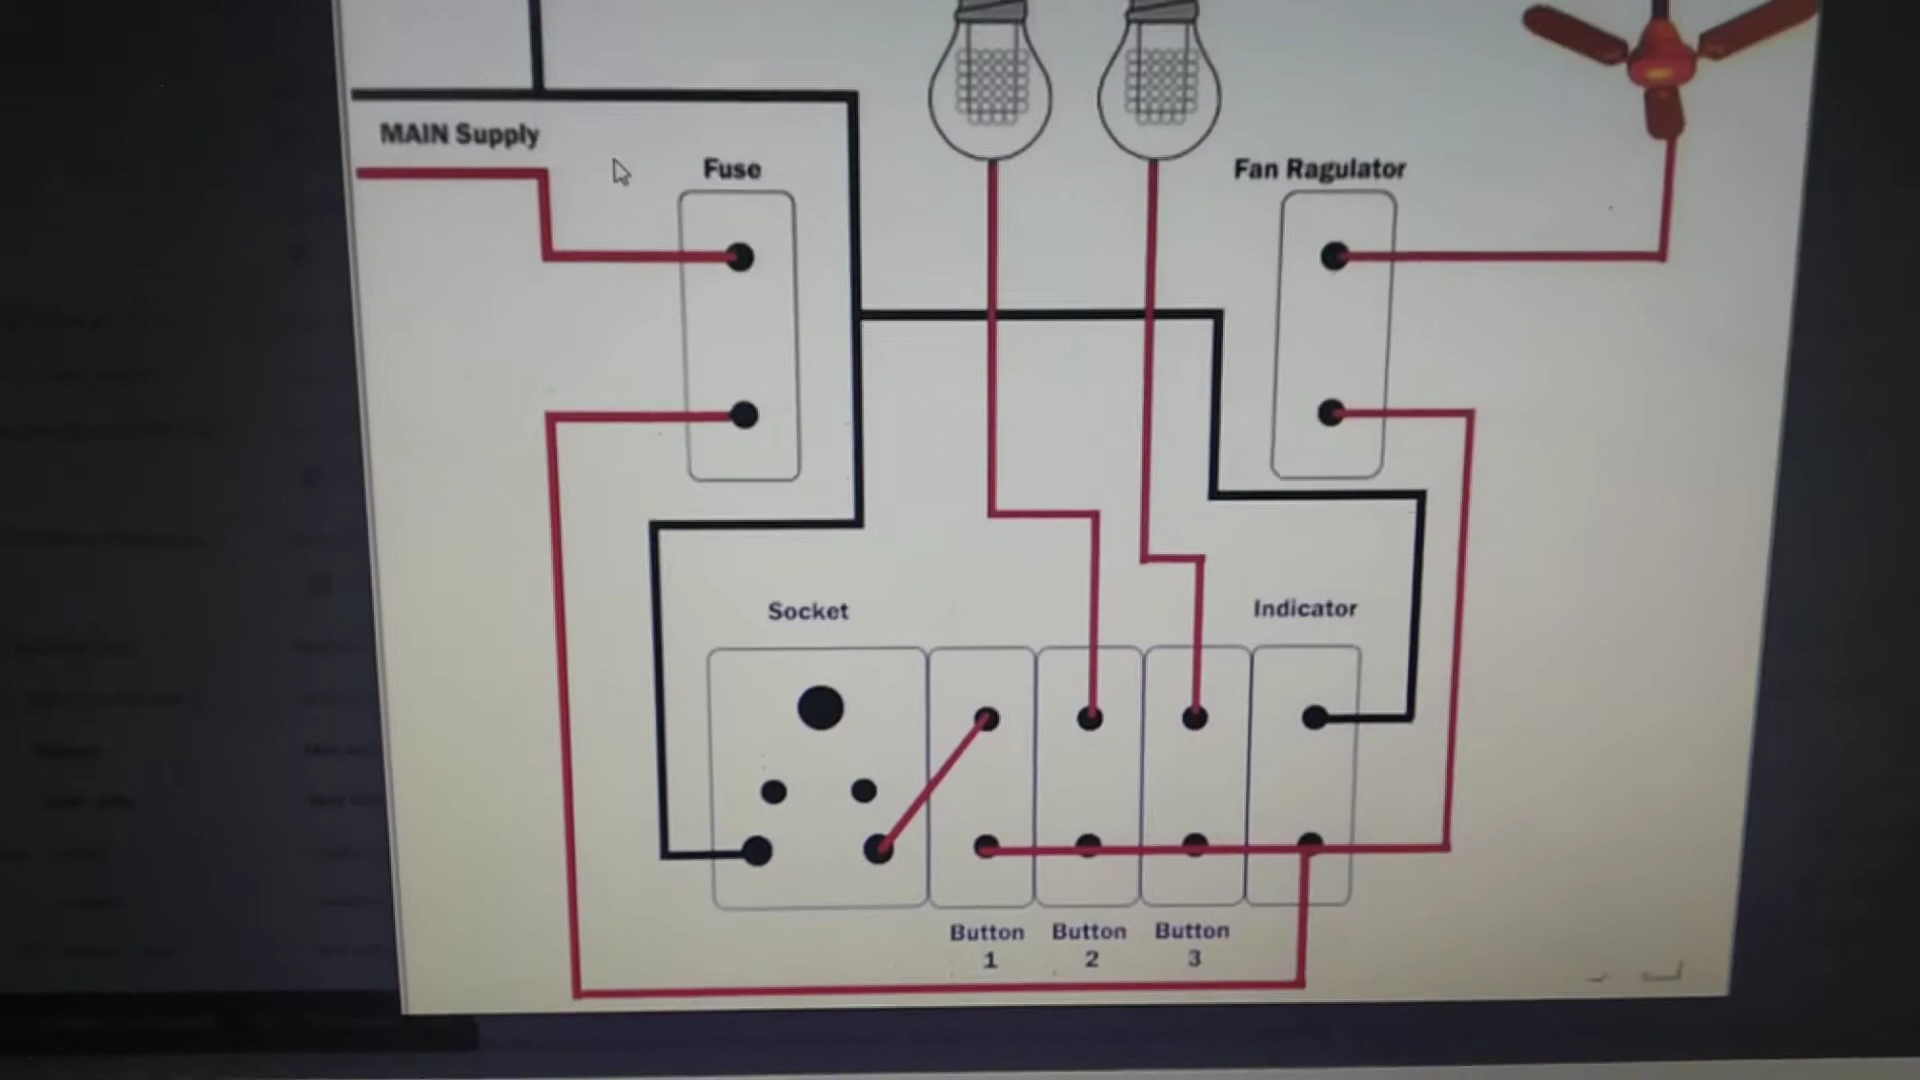 MAIN Supply
Fuse
Fan Ragulator
Socket
Indicator
Button
1
Button
2
Button
3